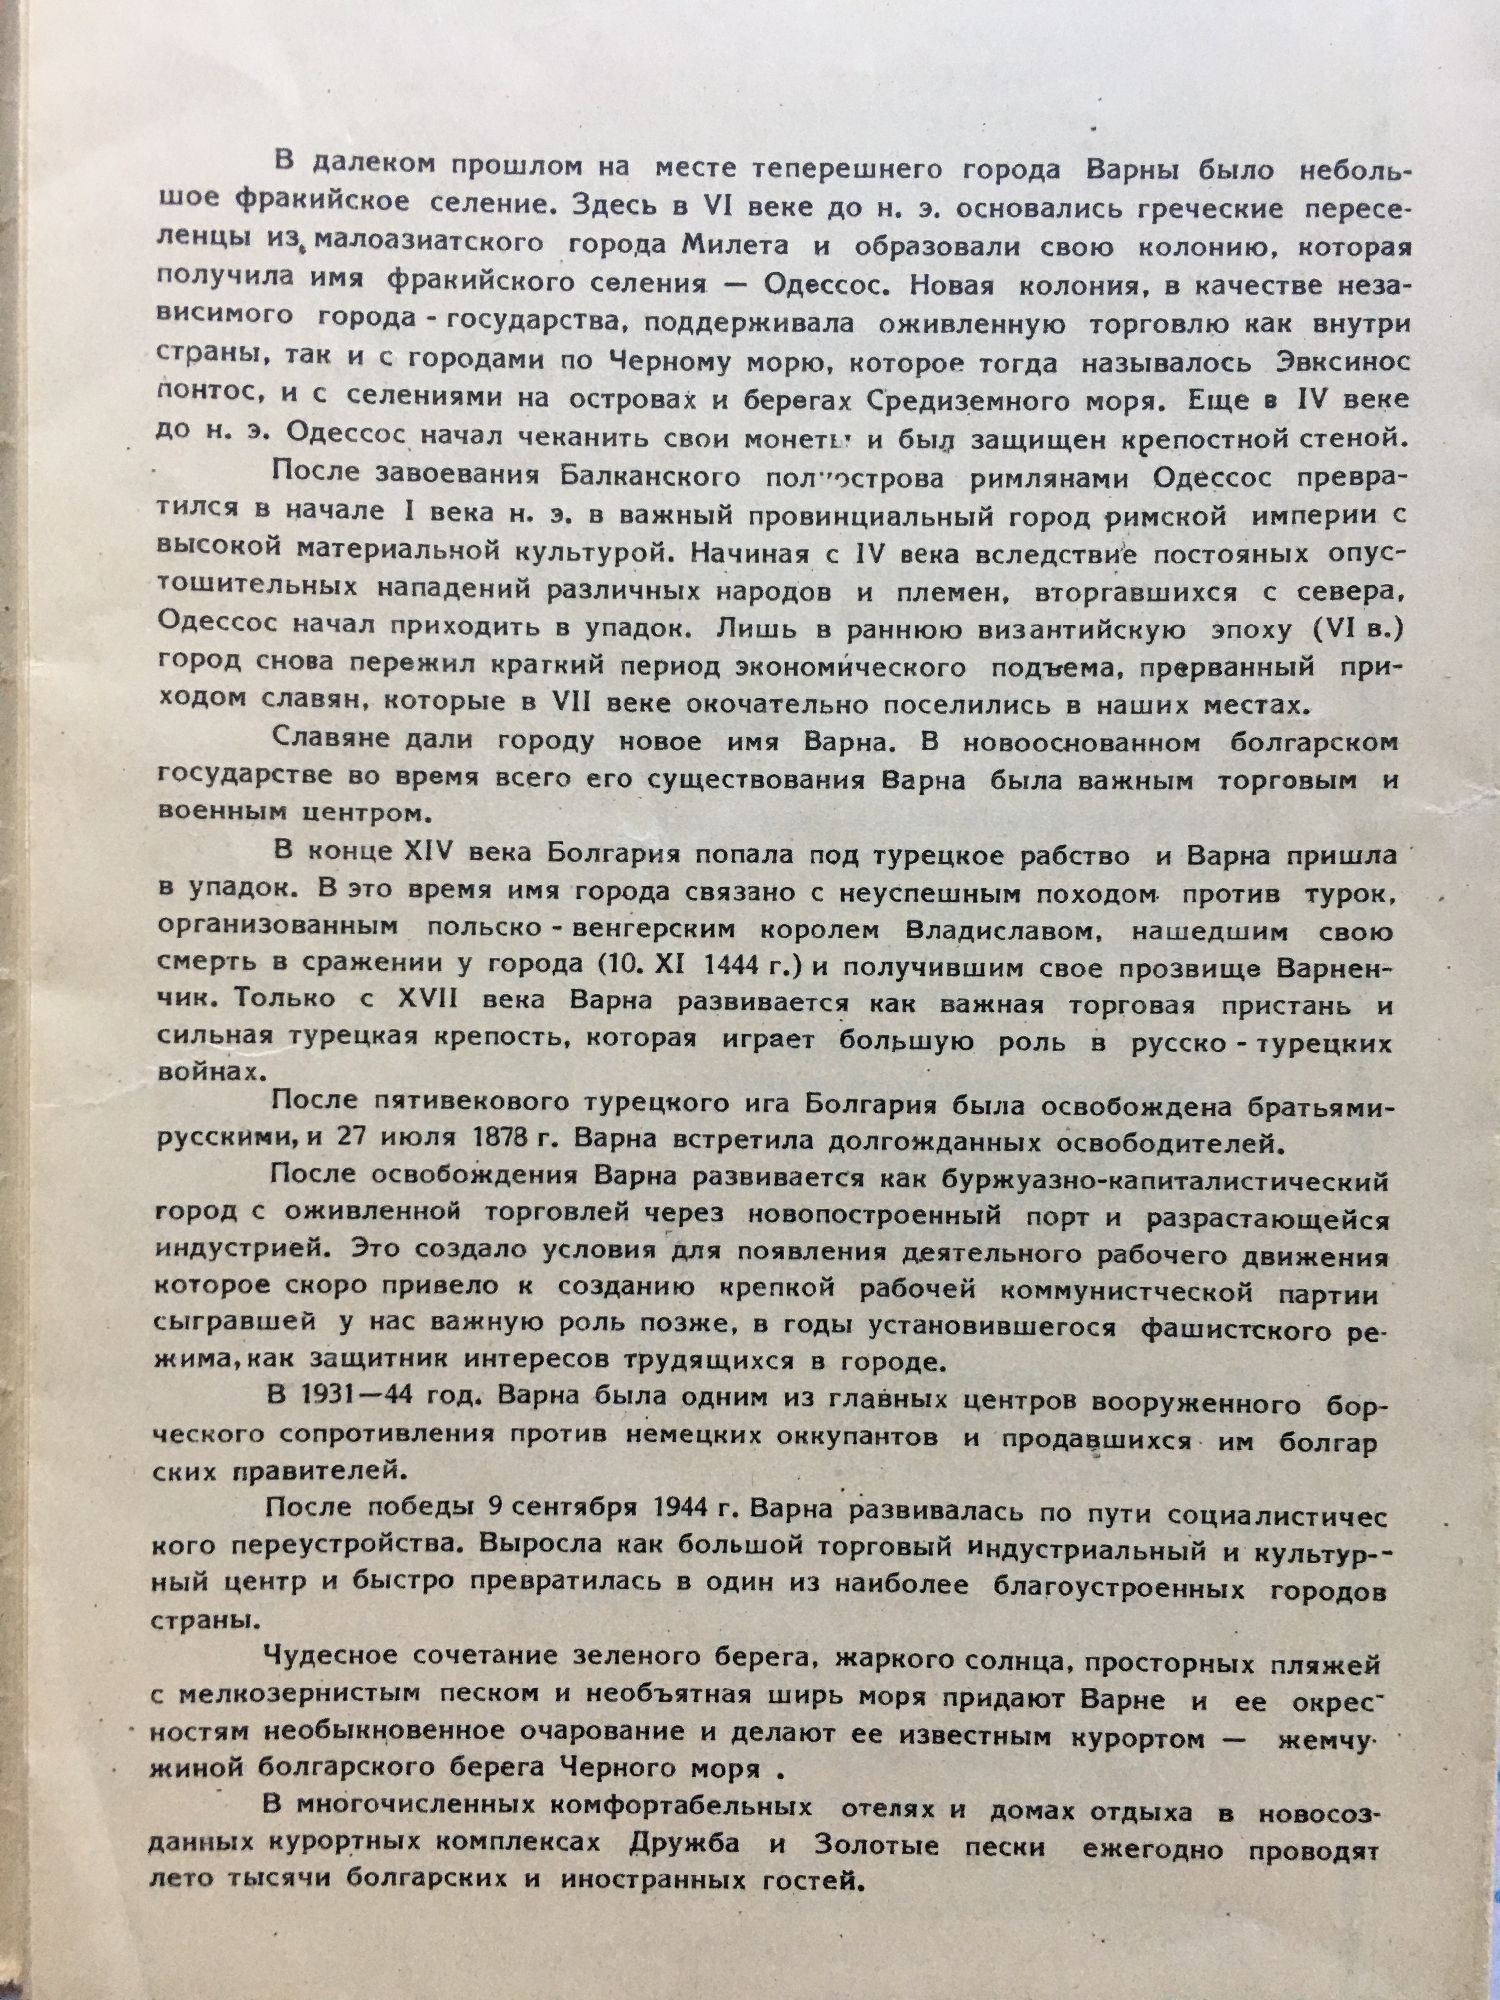 В далеком прошлом на месте теперешнего города Варны было неболь-
шое фракийское селение. Здесь в VI веке до н. э. основались греческие пересе-
ленцы из малоазиатского города Милета и образовали свою колонию, которая
получила имя фракийского селения — Одессос. Новая колония, в качестве неза-
висимого города - государства, поддерживала оживленную торговлю как внутри
страны, так и с городами по Черному морю, которое тогда называлось Эвксинос
понтос, и с селениями на островах и берегах Средиземного моря. Еще в IV веке
до н. э. Одессос начал чеканить свои монеты и был защищен крепостной стеной.
После завоевания Балканского полуострова римлянами Одессос превра-
тился в начале I века н. э. в важный провинциальный город римской империи с
высокой материальной культурой. Начиная с IV века вследствие постояных опус-
тошительных нападений различных народов и племен, вторгавшихся с севера,
Одессос начал приходить в упадок. Лишь в раннюю византийскую эпоху (VI в.)
город снова пережил краткий период экономического подъема, прерванный при-
ходом славян, которые в VII веке окочательно поселились в наших местах.
Славяне дали городу новое имя Варна. В новооснованном болгарском
государстве во время всего его существования Варна была важным торговым и
военным центром.
В конце XIV века Болгария попала под турецкое рабство и Варна пришла
в упадок. В это время имя города связано с неуспешным походом против турок,
организованным польско - венгерским королем Владиславом, нашедшим свою
смерть в сражении у города (10. XI 1444 г.) и получившим свое прозвище Варнен-
чик. Только с XVII века Варна развивается как важная торговая пристань и
сильная турецкая крепость, которая играет большую роль в русско - турецких
войнах.
После пятивекового турецкого ига Болгария была освобождена братьями-
русскими, и 27 июля 1878 г. Варна встретила долгожданных освободителей.
После освобождения Варна развивается как буржуазно-капиталистический
город с оживленной торговлей через новопостроенный порт и разрастающейся
индустрией. Это создало условия для появления деятельного рабочего движения
которое скоро привело к созданию крепкой рабочей коммунистческой партии
сыгравшей у нас важную роль позже, в годы установившегося фашистского ре-
жима, как защитник интересов трудящихся в городе.
В 1931—44 год. Варна была одним из главных центров вооруженного бор-
ческого сопротивления против немецких оккупантов и продавшихся им болгар
ских правителей.
После победы 9 сентября 1944 г. Варна развивалась по пути социалистичес
кого переустройства. Выросла как большой торговый индустриальный и культур--
ный центр и быстро превратилась в один из наиболее благоустроенных городов
страны.
Чудесное сочетание зеленого берега, жаркого солнца, просторных пляжей
с мелкозернистым песком и необъятная ширь моря придают Варне и ее окрес-
ностям необыкновенное очарование и делают ее известным курортом — жемчу-
жиной болгарского берега Черного моря .
В многочисленных комфортабельных отелях и домах отдыха в новосоз-
данных курортных комплексах Дружба и Золотые пески ежегодно проводят
лето тысячи болгарских и иностранных гостей.